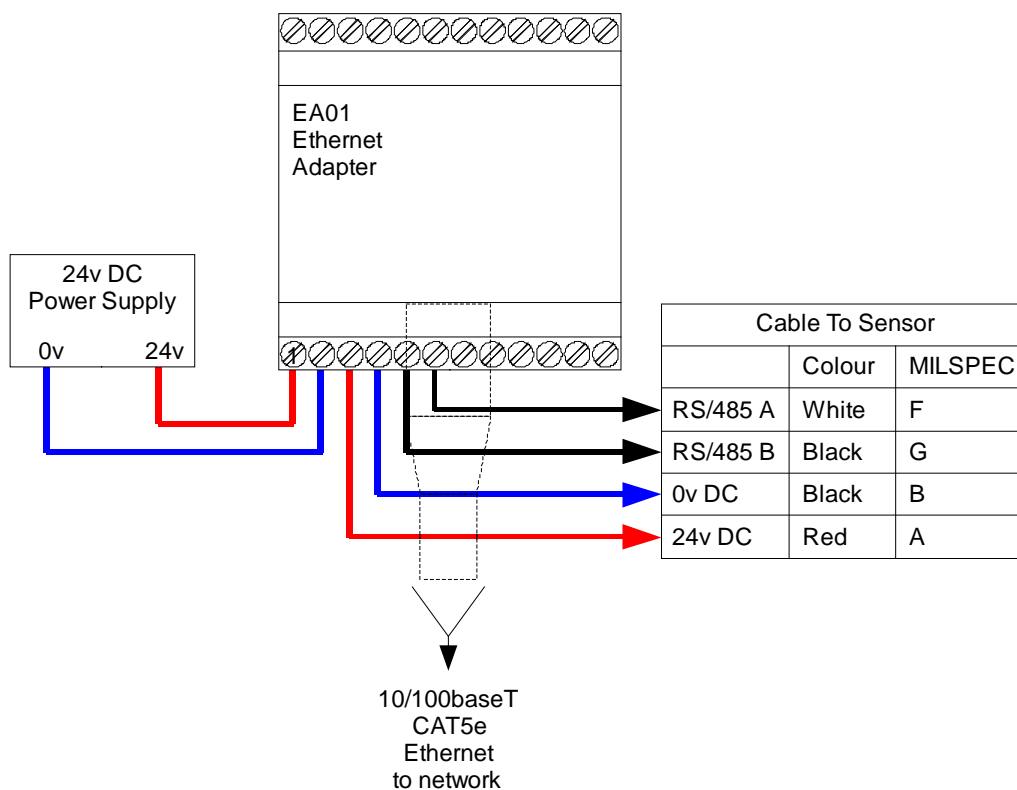 EA01
Ethernet
Adapter
24v DC
Power Supply
0v 24v
1
Cable To Sensor
Colour MILSPEC
RS/485 A White F
RS/485 B Black G
0v DC Black B
24v DC Red A
10/100baseT
CAT5e
Ethernet
to network